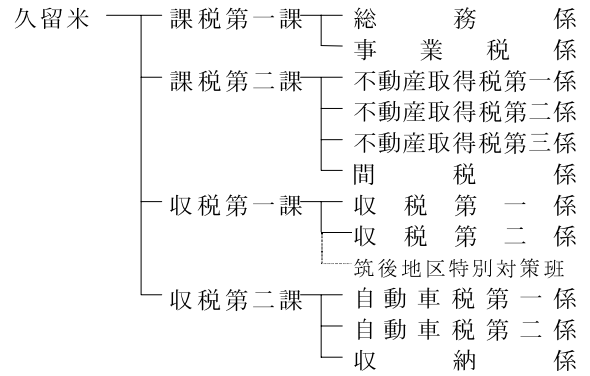 久留米 課税第一課 総務係
事業税係
課税第二課 不動産取得税第一係
不動産取得税第二係
不動産取得税第三係
間税係
収税第一課 収税第一係
収税第二係
筑後地区特別対策班
収税第二課 自動車税第一係
自動車税第二係
収納係